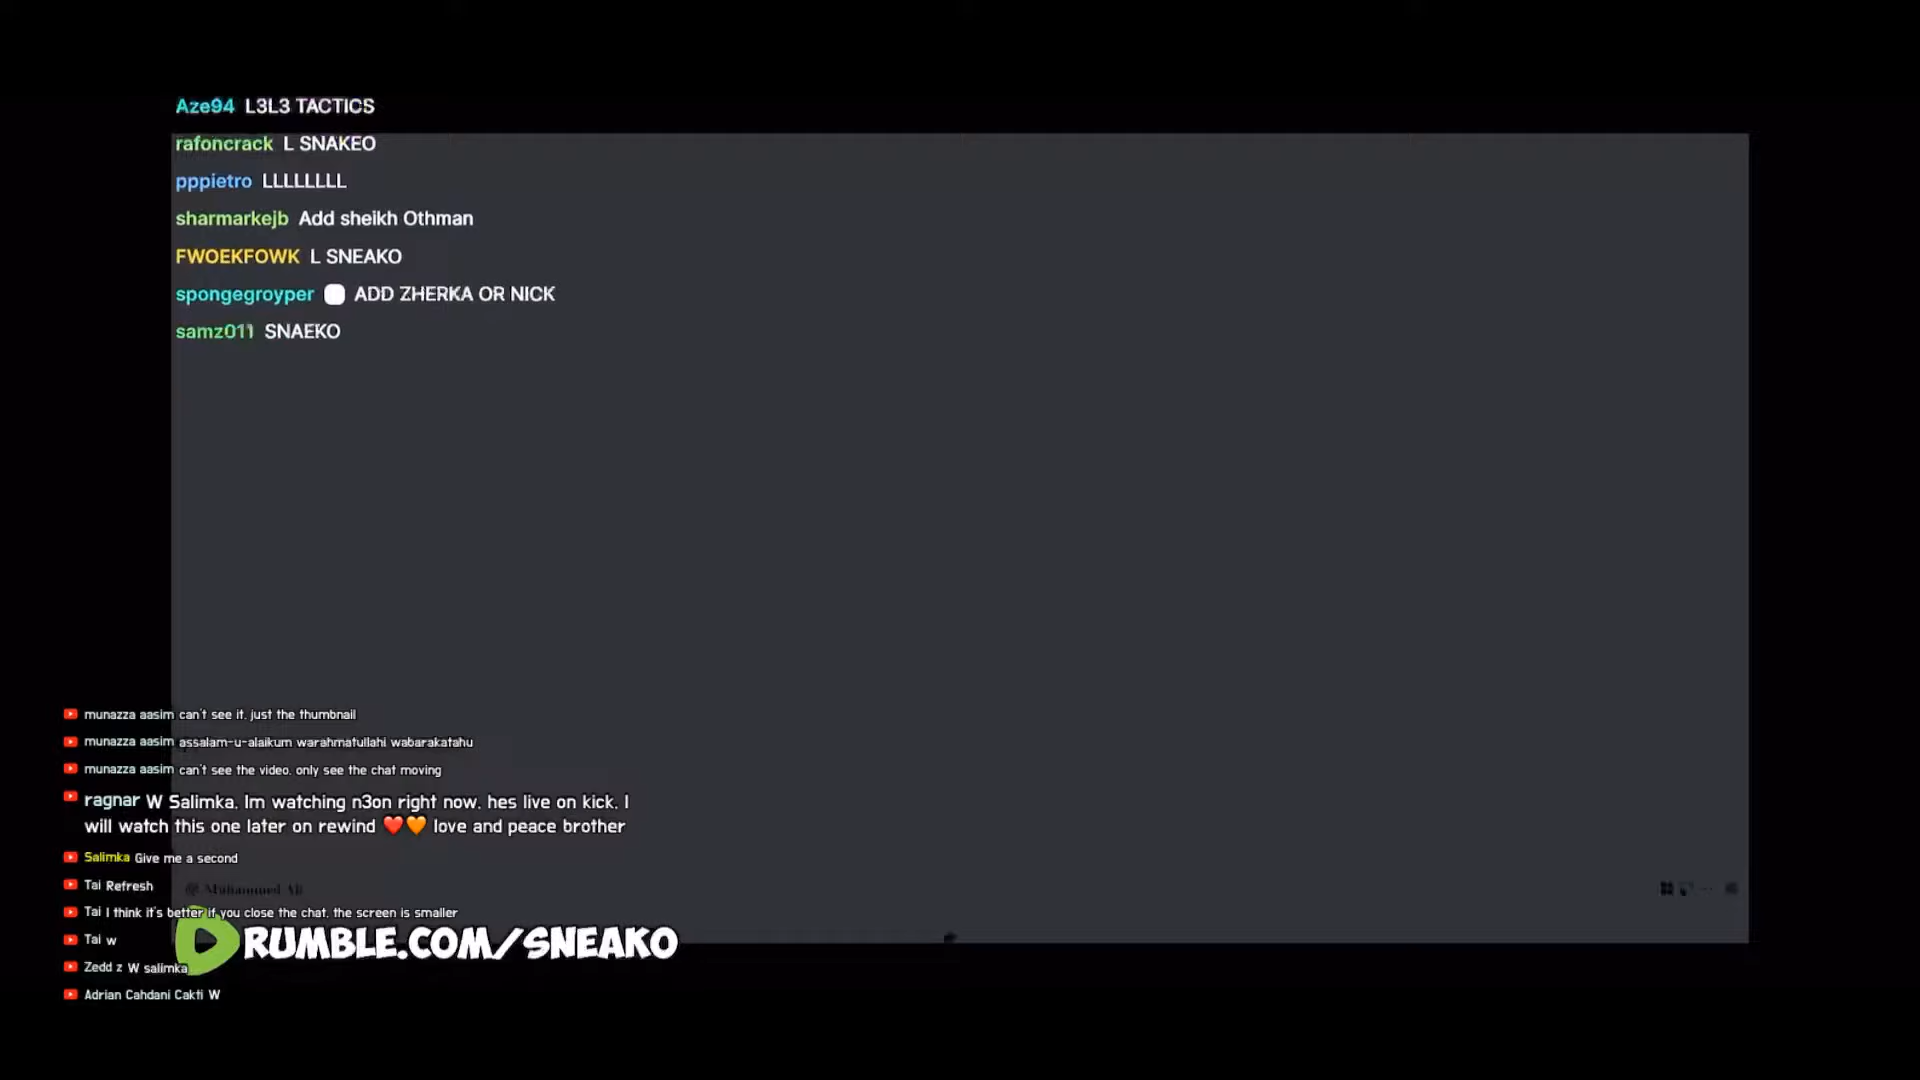 Aze94 L3L3 TACTICS
rafoncrack L SNAKEO
pppietro LLLLLLLL
sharmarkejb Add sheikh Othman
FWOEKFOWK L SNEAKO
spongegroyper ADD ZHERKA OR NICK
samz011 SNAEKO
munazza aasim can't see it, just the thumbnail
munazza aasim assalam-u-alaikum warahmatullahi wabarakatahu
munazza aasim can't see the video, only see the chat moving
ragnar W Salimka, Im watching n3on right now, hes live on kick, I
will watch this one later on rewind ❤️🧡 love and peace brother
Salimka Give me a second
Tai Refresh
@ Muhammed Ali
Tai I think it's better if you close the chat, the screen is smaller
Tai w
RUMBLE.COM/SNEAKO
Zedd z W salimka
Adrian Cahdani Cakti W